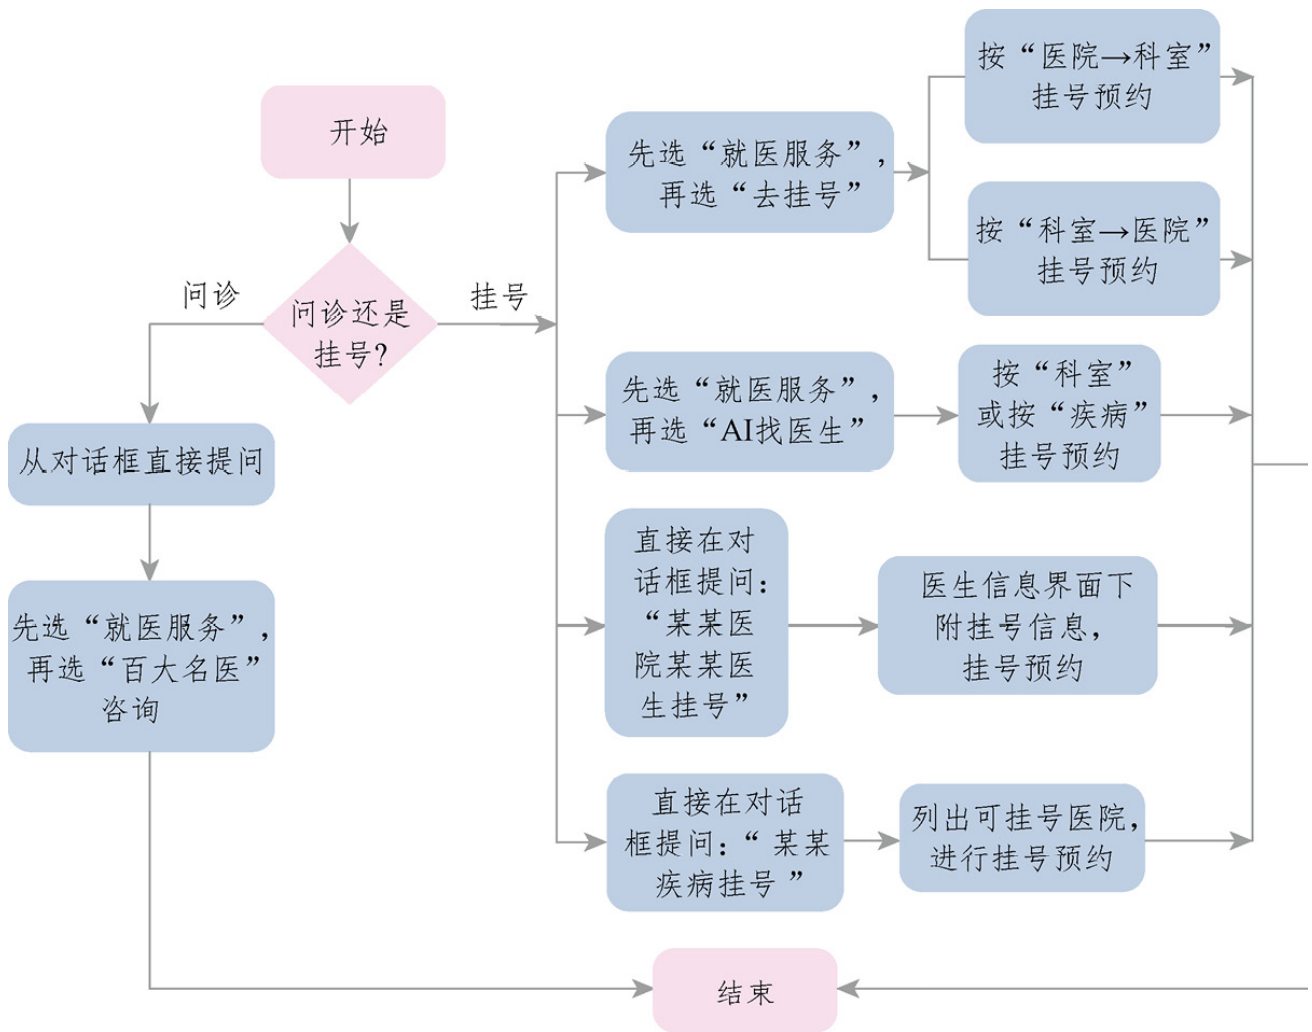 开始
问诊还是
挂号?
问诊
从对话框直接提问
先选“就医服务”,
再选“百大名医”
咨询
挂号
先选“就医服务”,
再选“去挂号”
按“医院→科室”
挂号预约
按“科室→医院”
挂号预约
先选“就医服务”,
再选“AI找医生”
按“科室”
或按“疾病”
挂号预约
直接在对
话框提问:
“某某医
院某某医
生挂号”
医生信息界面下
附挂号信息,
挂号预约
直接在对话
框提问:“某某
疾病挂号”
列出可挂号医院,
进行挂号预约
结束